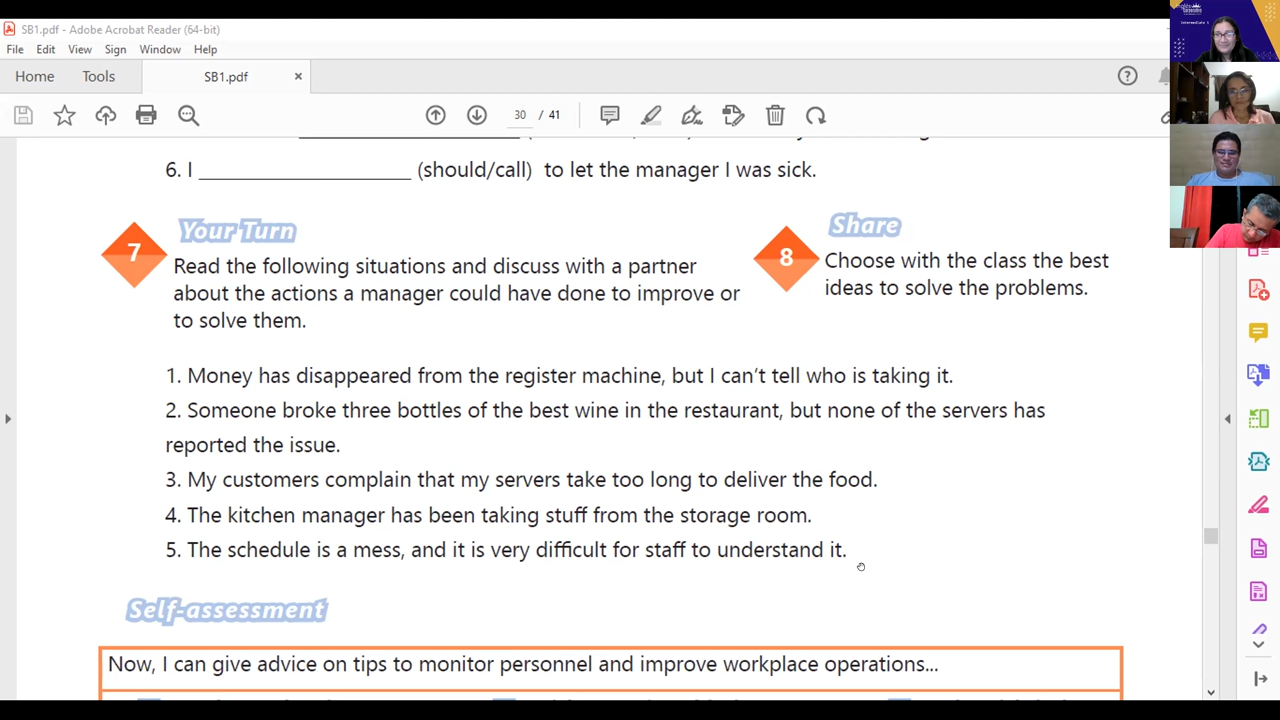 SB1.pdf - Adobe Acrobat Reader (64-bit)
File Edit View Sign Window Help
Home Tools SB1.pdf ×
30 / 41
6. I ____________________ (should/call) to let the manager I was sick.
7
Your Turn
Read the following situations and discuss with a partner
about the actions a manager could have done to improve or
to solve them.
8
Share
Choose with the class the best
ideas to solve the problems.
1. Money has disappeared from the register machine, but I can't tell who is taking it.
2. Someone broke three bottles of the best wine in the restaurant, but none of the servers has
reported the issue.
3. My customers complain that my servers take too long to deliver the food.
4. The kitchen manager has been taking stuff from the storage room.
5. The schedule is a mess, and it is very difficult for staff to understand it.
Self-assessment
Now, I can give advice on tips to monitor personnel and improve workplace operations...